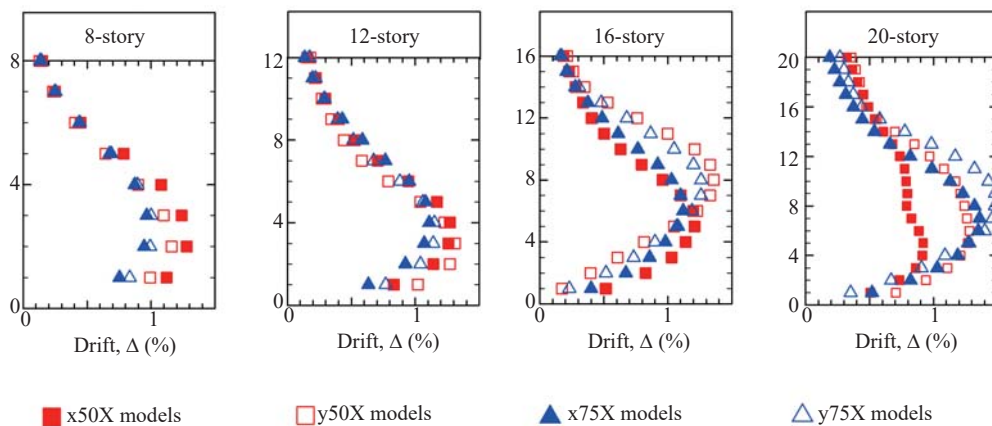 8-story
12-story
16-story
20-story
8
4
0
0
1
Drift, Δ (%)
12
8
4
0
0
1
Drift, Δ (%)
16
12
8
4
0
0
1
Drift, Δ (%)
20
16
12
8
4
0
0
1
Drift, Δ (%)
x50X models
y50X models
x75X models
y75X models